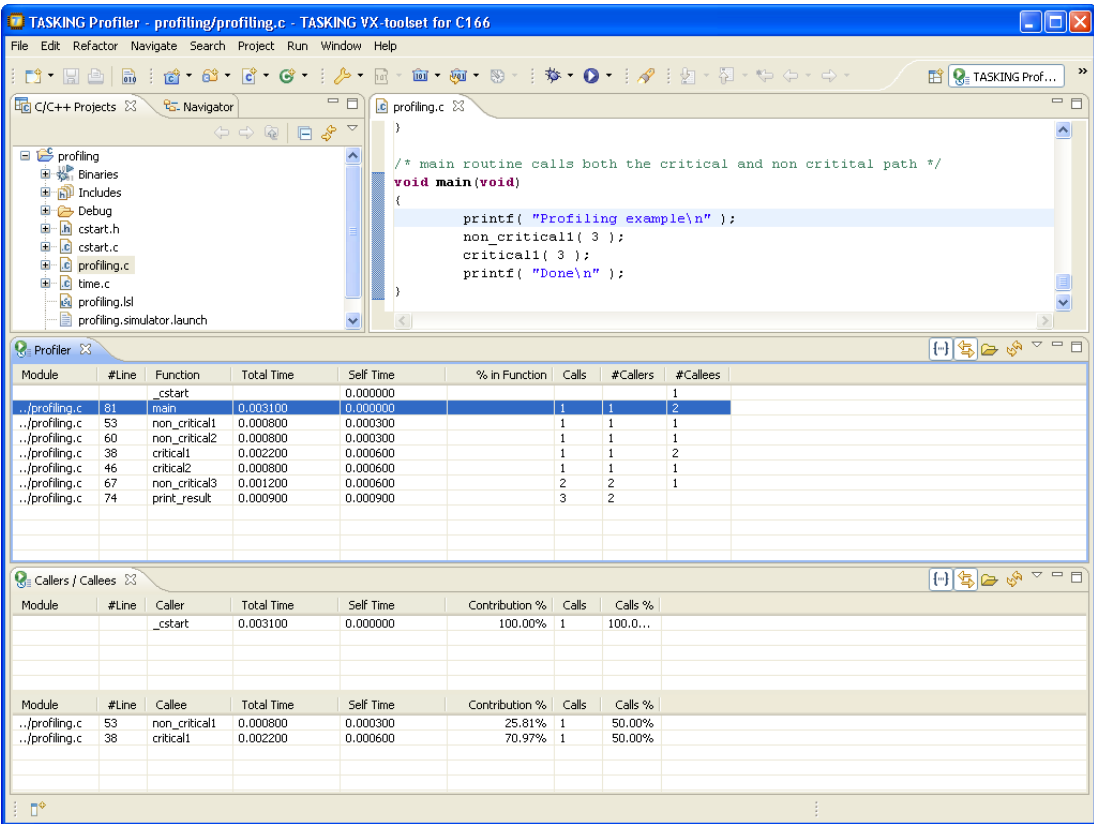 TASKING Profiler - profiling/profiling.c - TASKING VX-toolset for C166
File Edit Refactor Navigate Search Project Run Window Help
TASKING Prof... »
C/C++ Projects Navigator
profiling
Binaries
Includes
Debug
cstart.h
cstart.c
profiling.c
time.c
profiling.lsl
profiling.simulator.launch
profiling.c
}
/* main routine calls both the critical and non critital path */
void main(void)
{
printf( "Profiling example\n" );
non_critical1( 3 );
critical1( 3 );
printf( "Done\n" );
}
Profiler
Module #Line Function Total Time Self Time % in Function Calls #Callers #Callees
_cstart 0.000000 1
../profiling.c 81 main 0.003100 0.000000 1 1 2
../profiling.c 53 non_critical1 0.000800 0.000300 1 1 1
../profiling.c 60 non_critical2 0.000800 0.000300 1 1 1
../profiling.c 38 critical1 0.002200 0.000600 1 1 2
../profiling.c 46 critical2 0.000800 0.000600 1 1 1
../profiling.c 67 non_critical3 0.001200 0.000600 2 2 1
../profiling.c 74 print_result 0.000900 0.000900 3 2
Callers / Callees
Module #Line Caller Total Time Self Time Contribution % Calls Calls %
_cstart 0.003100 0.000000 100.00% 1 100.0...
Module #Line Callee Total Time Self Time Contribution % Calls Calls %
../profiling.c 53 non_critical1 0.000800 0.000300 25.81% 1 50.00%
../profiling.c 38 critical1 0.002200 0.000600 70.97% 1 50.00%